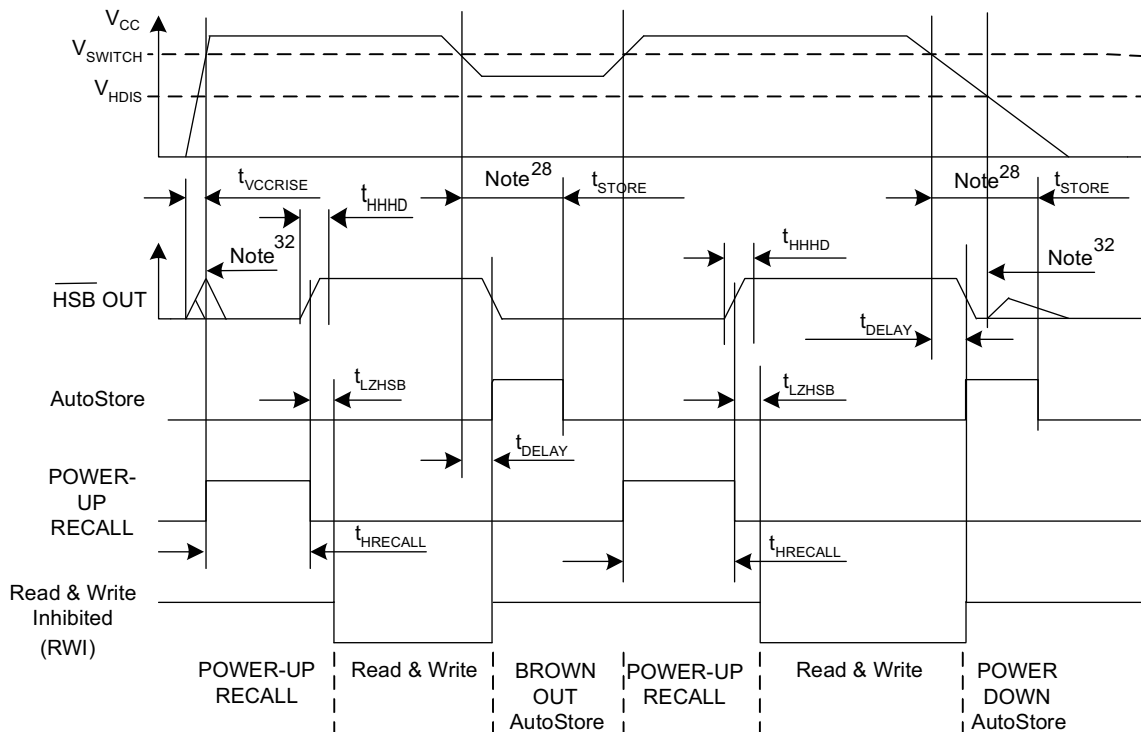 VCC
VSWITCH
VHDIS
tVCCRISE
Note28
tSTORE
Note28
tSTORE
tHHHD
Note32
tHHHD
Note32
HSB OUT
tDELAY
tLZHSB
tLZHSB
AutoStore
tDELAY
POWER-
UP
RECALL
tHRECALL
tHRECALL
Read & Write
Inhibited
(RWI)
POWER-UP
RECALL
Read & Write
BROWN
OUT
AutoStore
POWER-UP
RECALL
Read & Write
POWER
DOWN
AutoStore